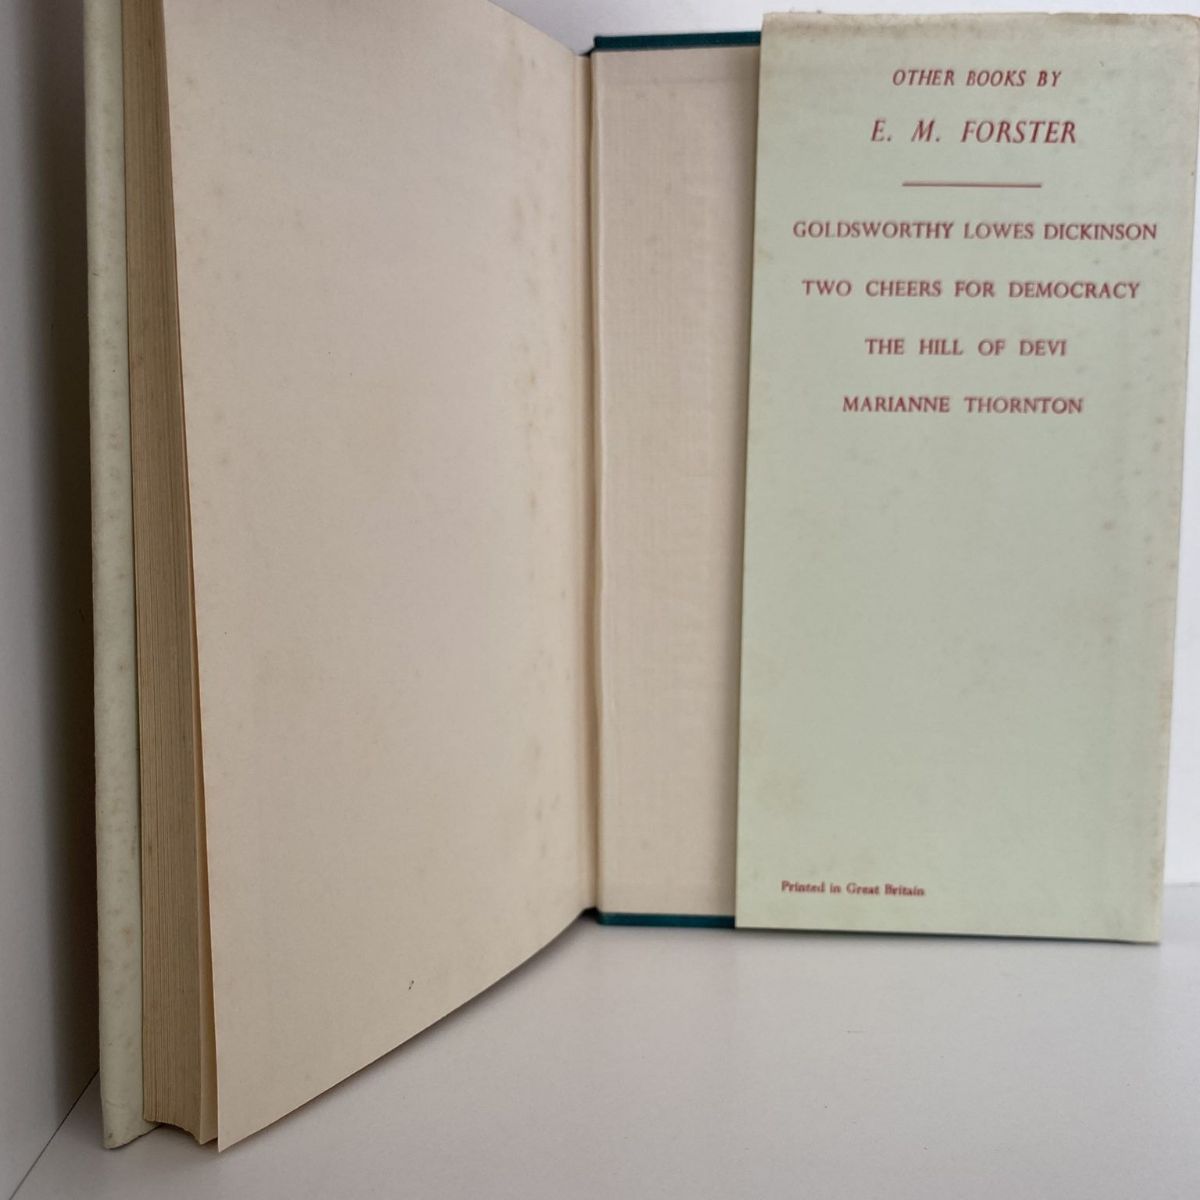 OTHER BOOKS BY
E. M. FORSTER
GOLDSWORTHY LOWES DICKINSON
TWO CHEERS FOR DEMOCRACY
THE HILL OF DEVI
MARIANNE THORNTON
Printed in Great Britain